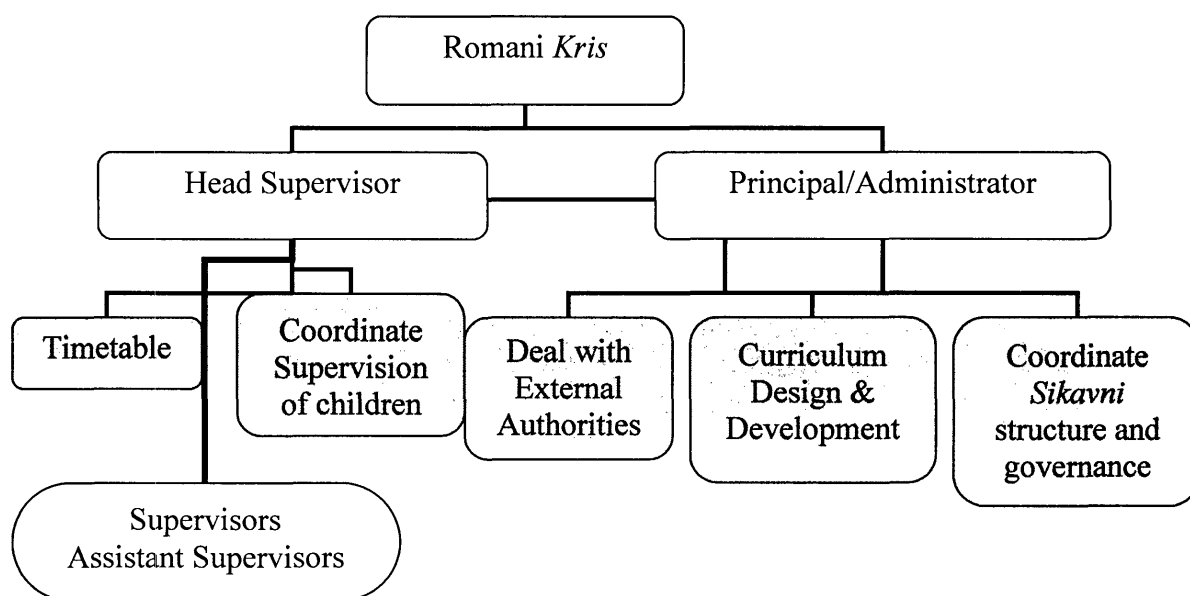 Romani Kris
Head Supervisor
Principal/Administrator
Timetable
Coordinate
Supervision
of children
Deal with
External
Authorities
Curriculum
Design &
Development
Coordinate
Sikavni
structure and
governance
Supervisors
Assistant Supervisors